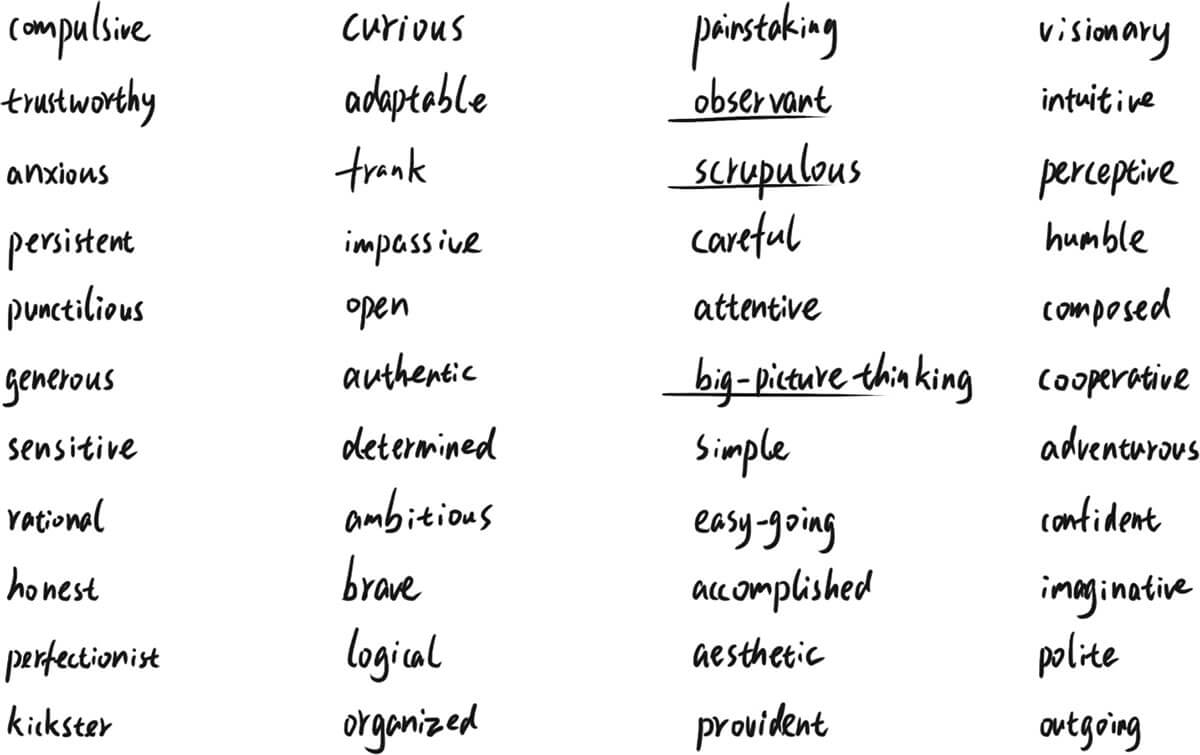 compulsive curious painstaking visionary
trustworthy adaptable observant intuitive
anxious frank scrupulous perceptive
persistent impassive careful humble
punctilious open attentive composed
generous authentic big-picture thinking cooperative
sensitive determined simple adventurous
rational ambitious easy-going confident
honest brave accomplished imaginative
perfectionist logical aesthetic polite
kickster organized provident outgoing